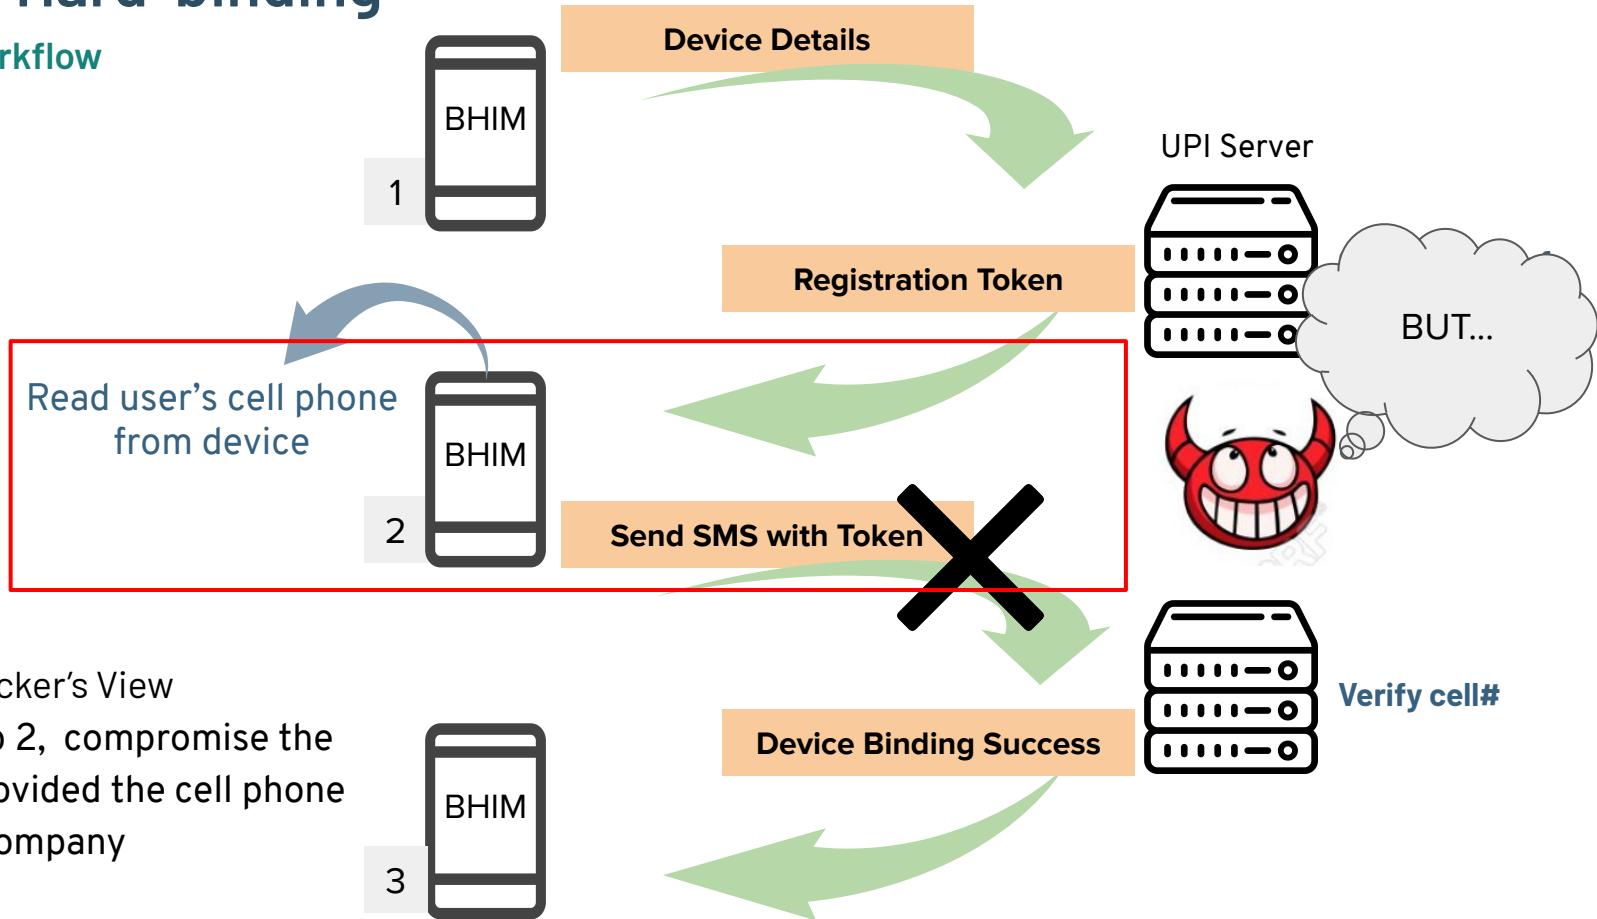 Hard-binding
rkflow
Device Details
BHIM
1
UPI Server
Registration Token
BUT...
Read user's cell phone
from device
BHIM
2
Send SMS with Token
cker's View
2, compromise the
ovided the cell phone
ompany
Verify cell#
Device Binding Success
BHIM
3